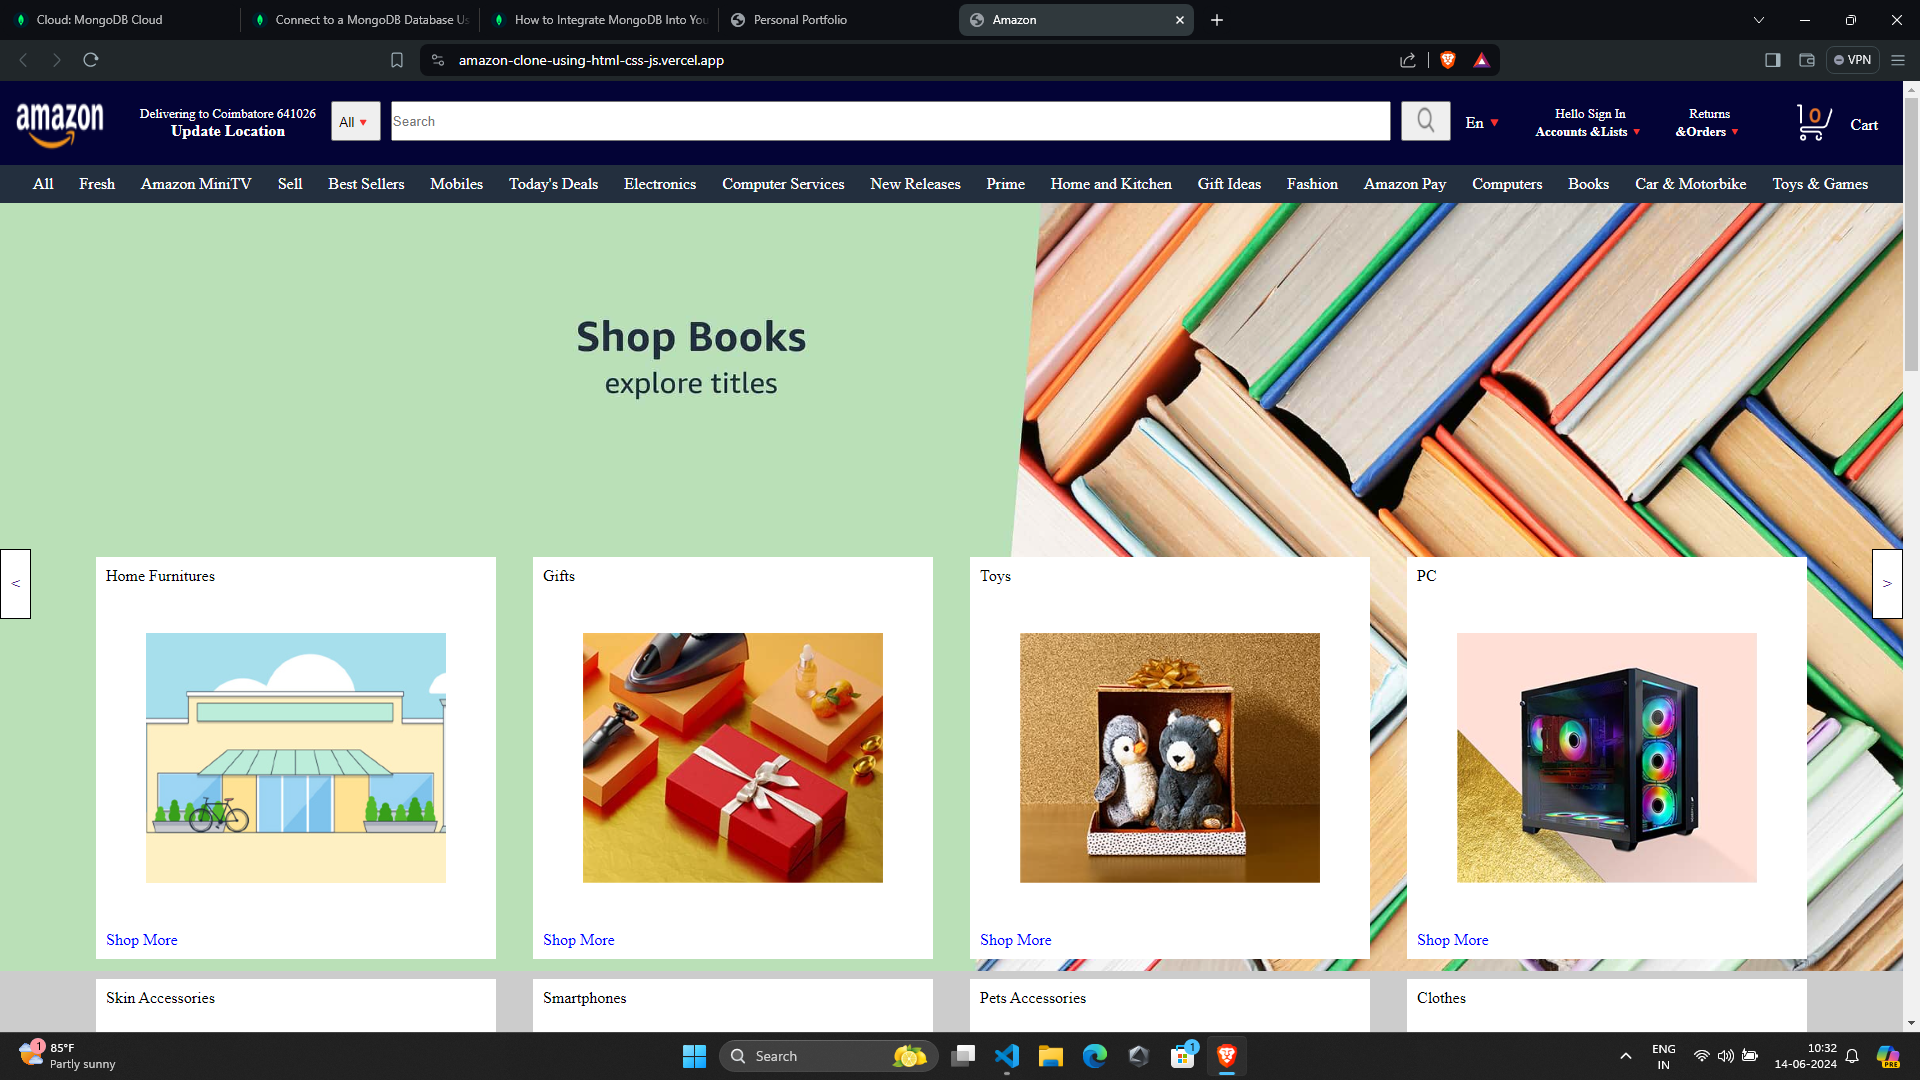 Cloud: MongoDB Cloud
Connect to a MongoDB Database Us
How to Integrate MongoDB Into You
Personal Portfolio
Amazon
amazon-clone-using-html-css-js.vercel.app
VPN
amazon
Delivering to Coimbatore 641026
Update Location
All
Search
En
Hello Sign In
Accounts &Lists
Returns
&Orders
0
Cart
All Fresh Amazon MiniTV Sell Best Sellers Mobiles Today's Deals Electronics Computer Services New Releases Prime Home and Kitchen Gift Ideas Fashion Amazon Pay Computers Books Car & Motorbike Toys & Games
Shop Books
explore titles
<
>
Home Furnitures
Gifts
Toys
PC
Shop More
Shop More
Shop More
Shop More
Skin Accessories
Smartphones
Pets Accessories
Clothes
1
85°F
Partly sunny
Search
1
ENG
IN
10:32
14-06-2024
PRE